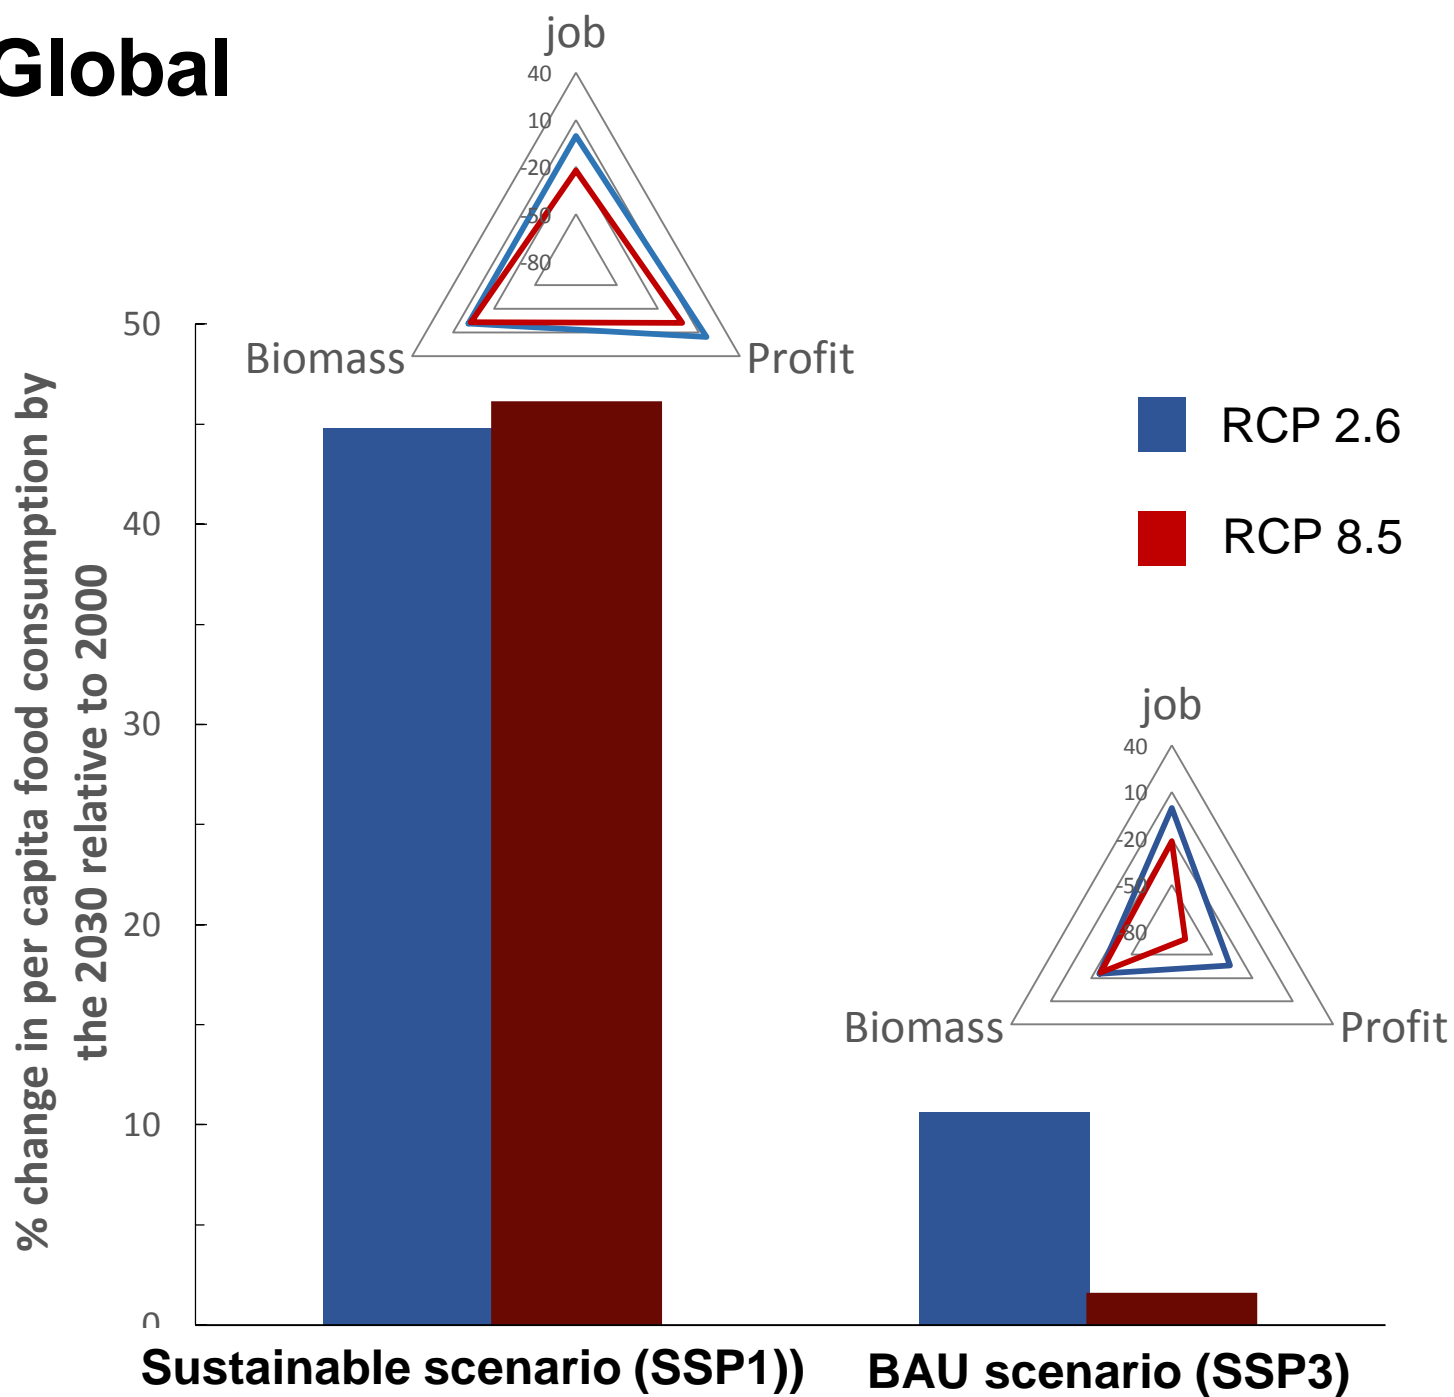 Global
job
40
10
-20
-50
-80
Biomass
Profit
% change in per capita food consumption by
the 2030 relative to 2000
50
40
30
20
10
0
RCP 2.6
RCP 8.5
job
40
10
-20
-50
-80
Biomass
Profit
Sustainable scenario (SSP1))
BAU scenario (SSP3)